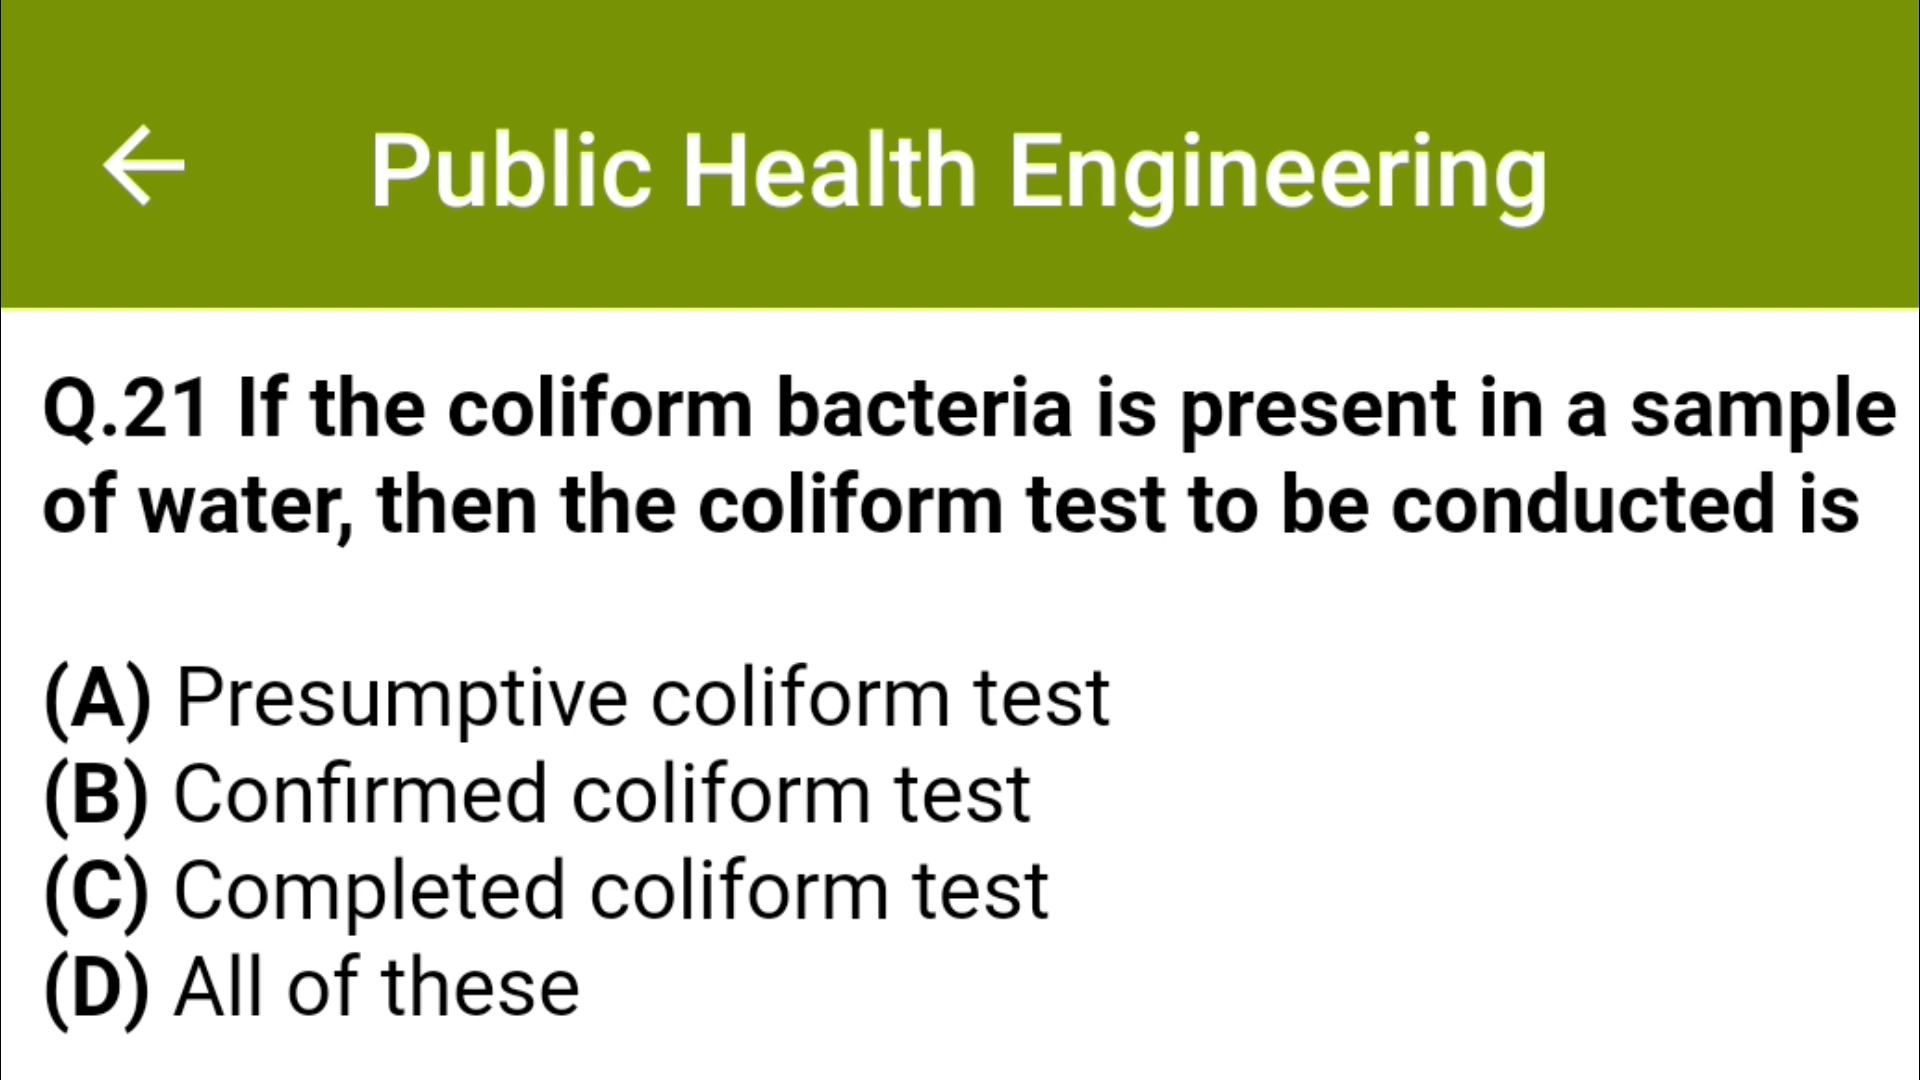 Public Health Engineering
Q.21 If the coliform bacteria is present in a sample
of water, then the coliform test to be conducted is
(A) Presumptive coliform test
(B) Confirmed coliform test
(C) Completed coliform test
(D) All of these